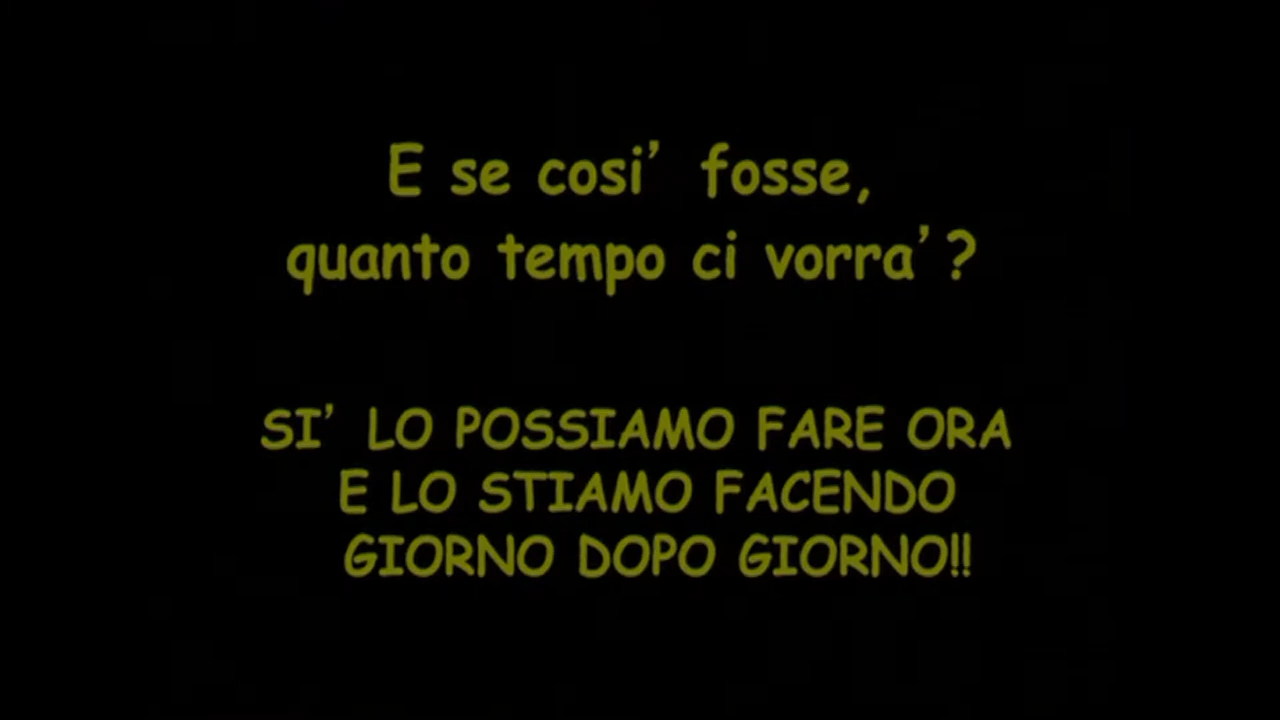 E se cosi’ fosse,
quanto tempo ci vorra’?
SI’ LO POSSIAMO FARE ORA
E LO STIAMO FACENDO
GIORNO DOPO GIORNO!!